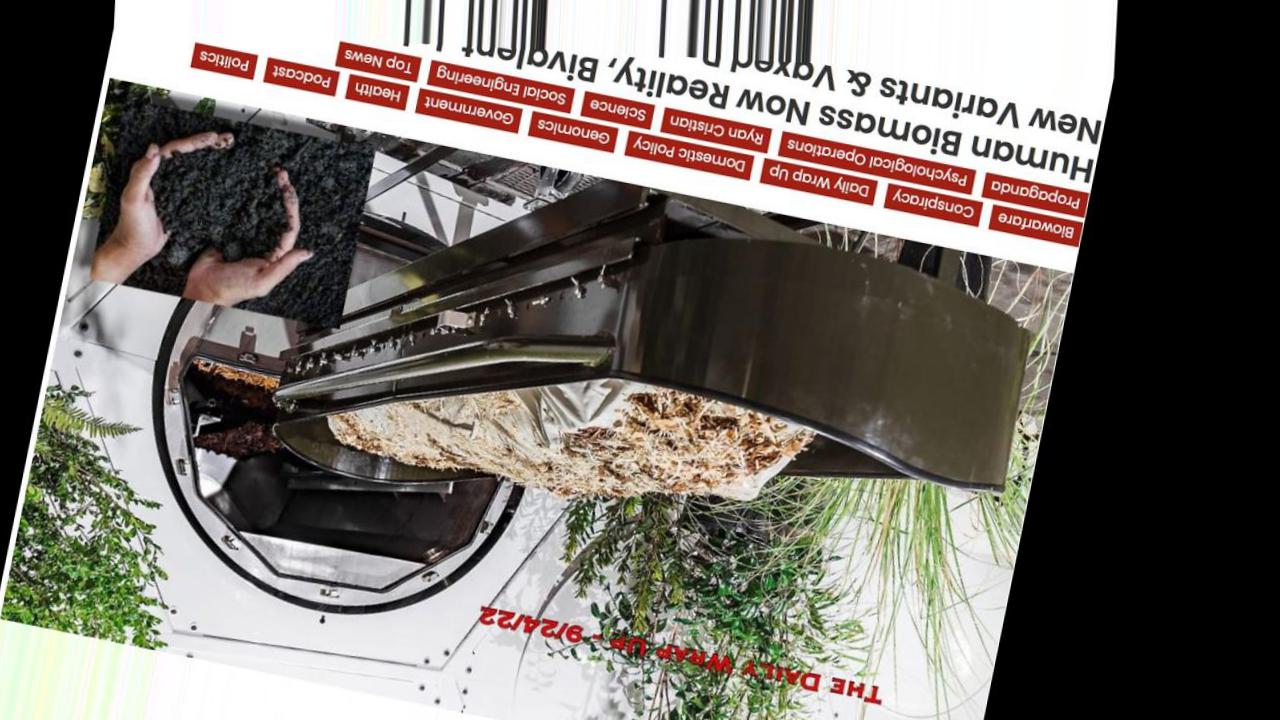 THE DAILY WRAP UP - 9/24/22
Biowarfare Conspiracy Daily Wrap Up Domestic Policy Genomics Government Health Podcast Politics
Propaganda Psychological Operations Ryan Cristian Science Social Engineering Top News
Human Biomass Now Reality, Bivalent
New Variants & Vaxed